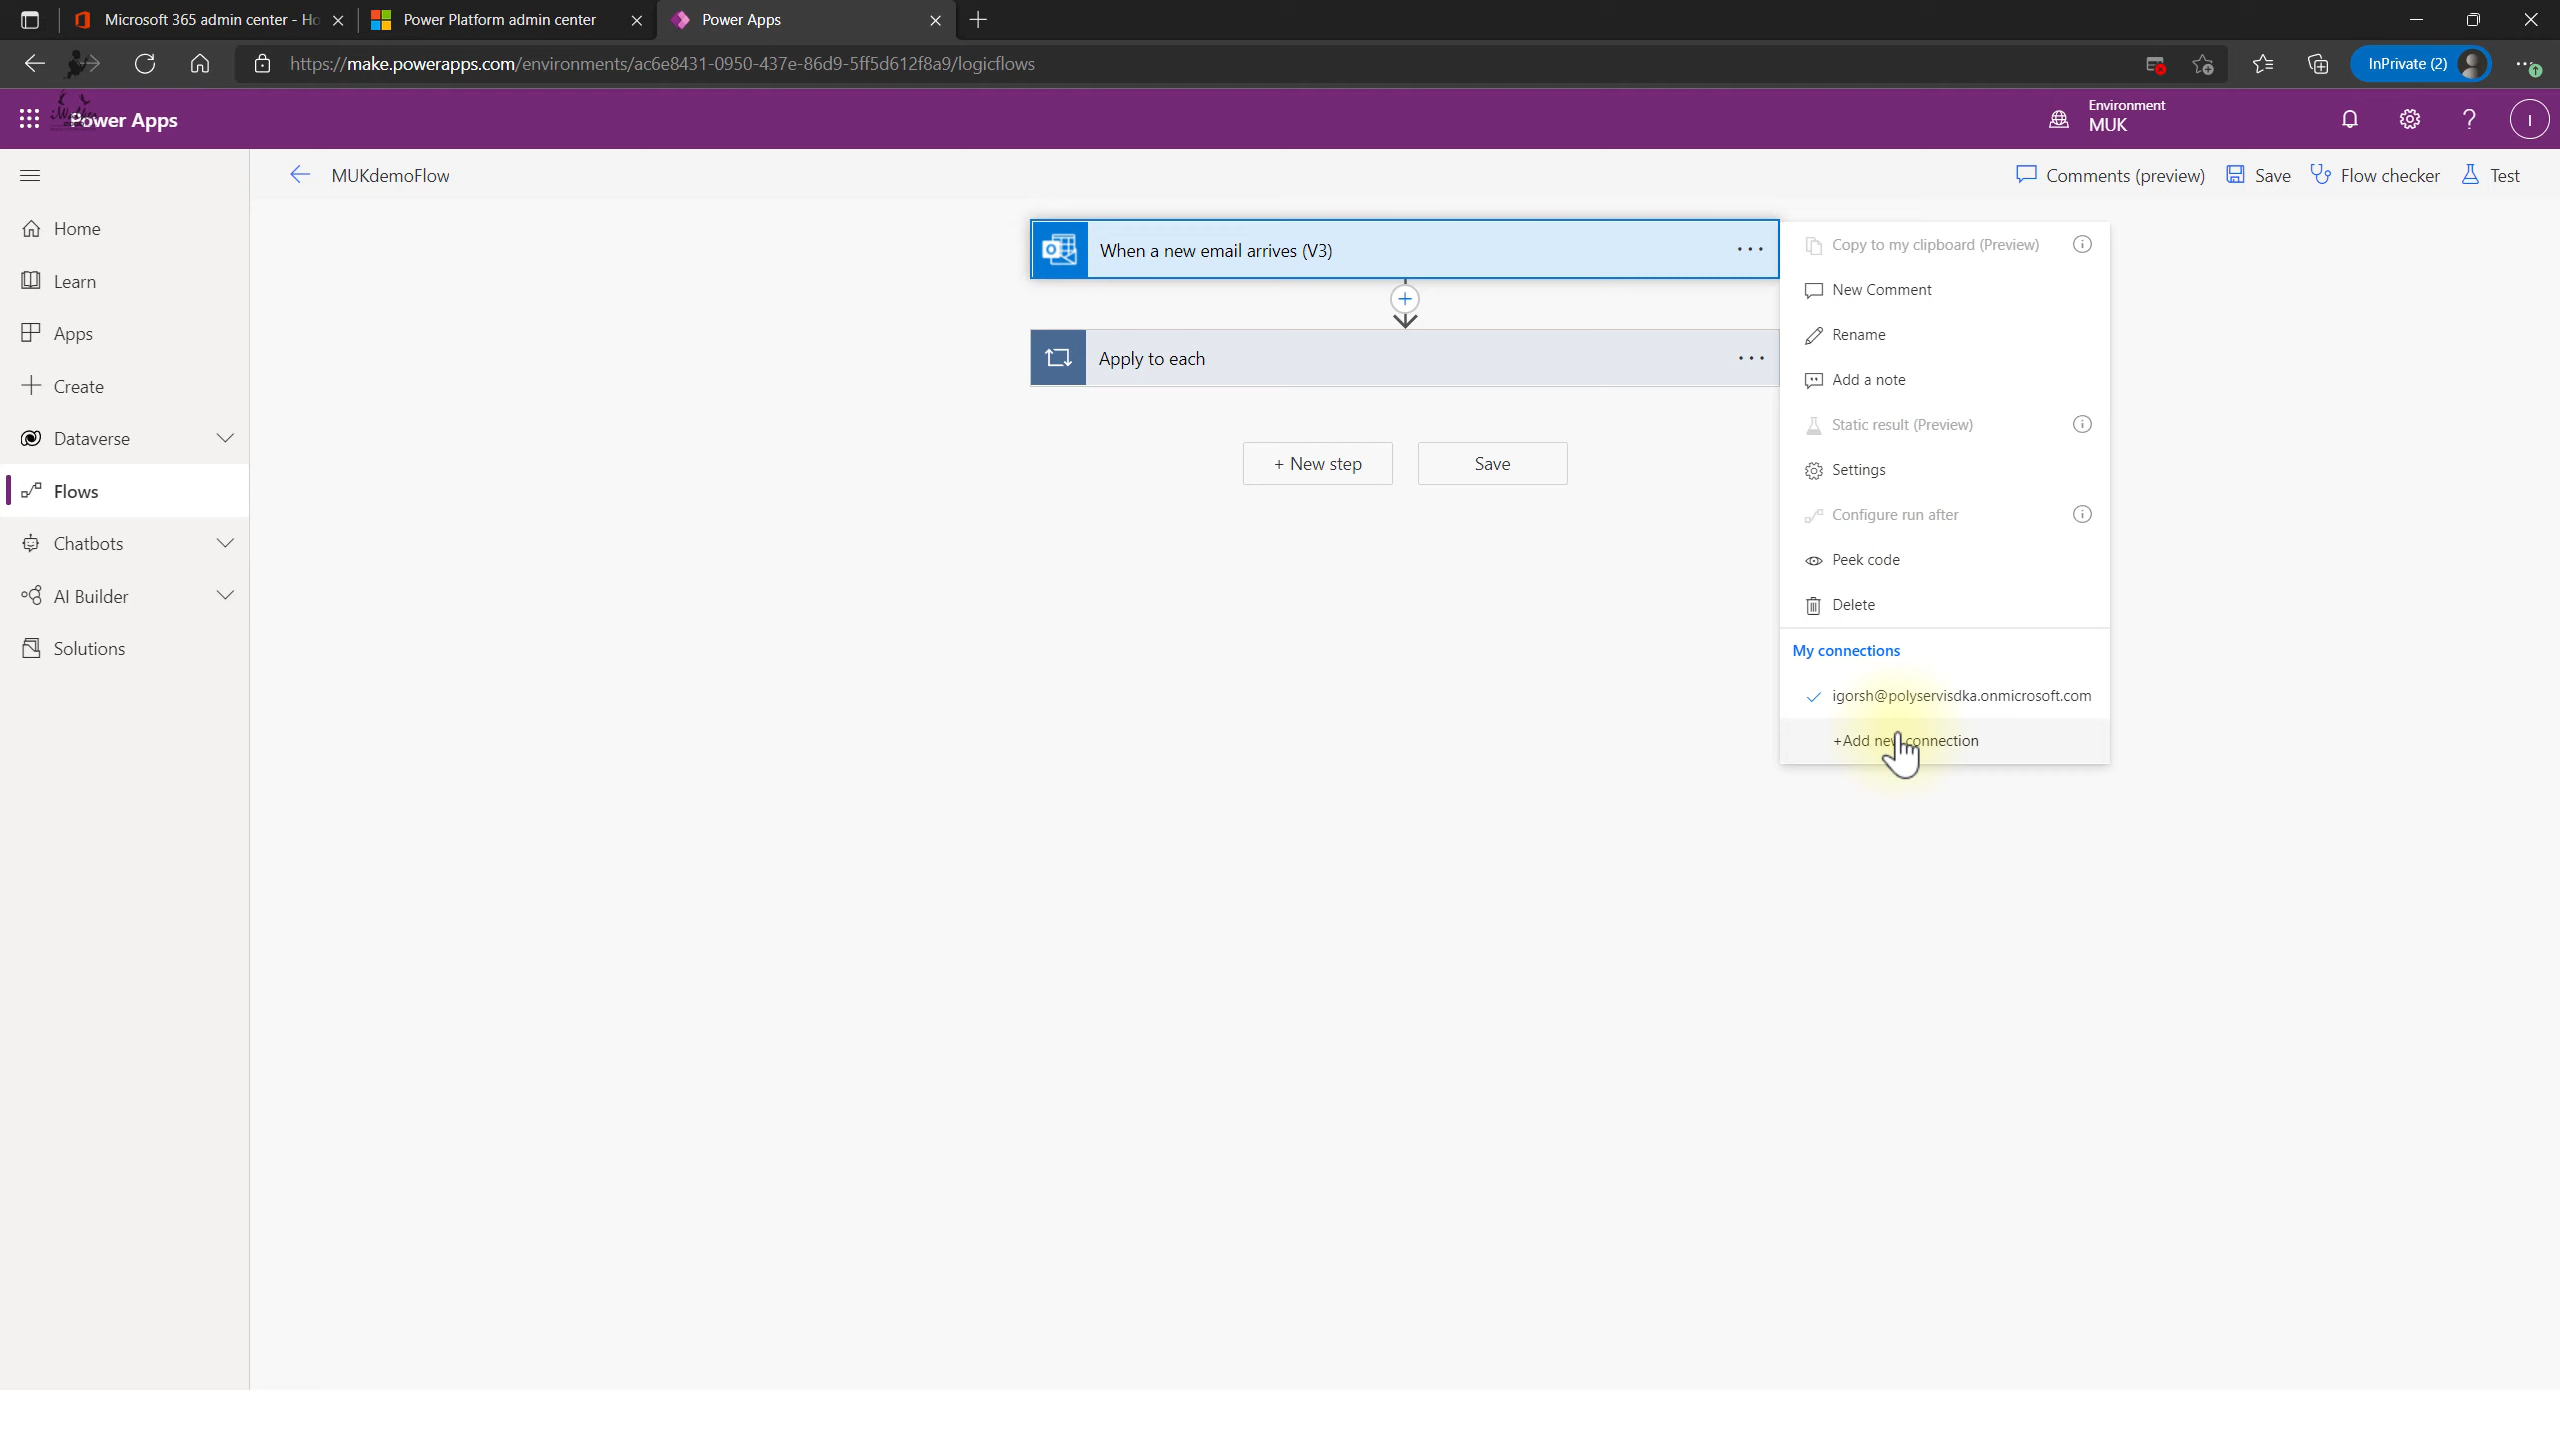 Microsoft 365 admin center - Ho
Power Platform admin center
Power Apps
https://make.powerapps.com/environments/ac6e8431-0950-437e-86d9-5ff5d612f8a9/logicflows
InPrivate (2)
Power Apps
Environment
MUK
I
MUKdemoFlow
Comments (preview)
Save
Flow checker
Test
Home
Learn
Apps
Create
Dataverse
Flows
Chatbots
AI Builder
Solutions
When a new email arrives (V3)
Apply to each
+ New step
Save
Copy to my clipboard (Preview)
New Comment
Rename
Add a note
Static result (Preview)
Settings
Configure run after
Peek code
Delete
My connections
igorsh@polyservisdka.onmicrosoft.com
+Add new connection